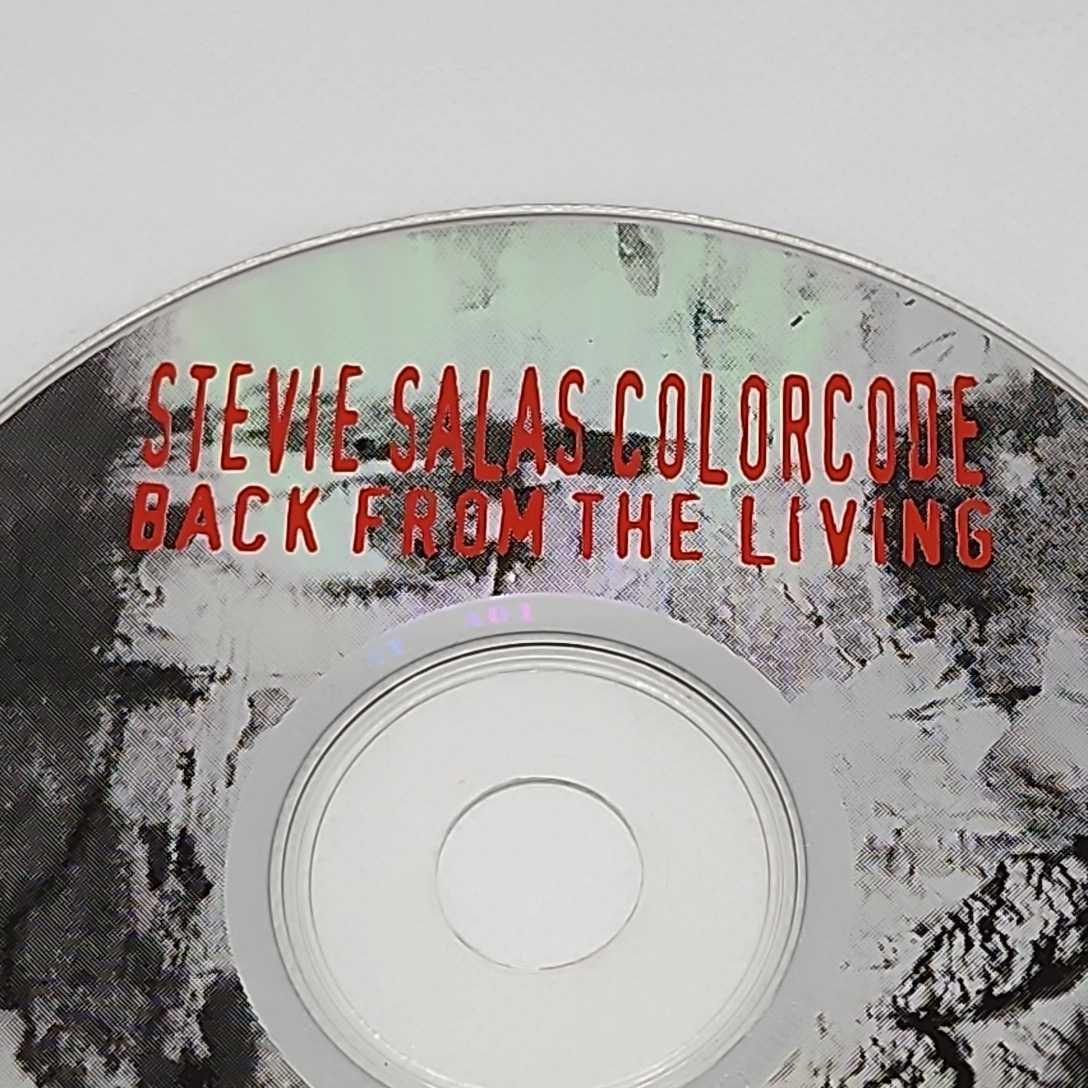 STEVIE SALAS COLORCODE
BACK FROM THE LIVING